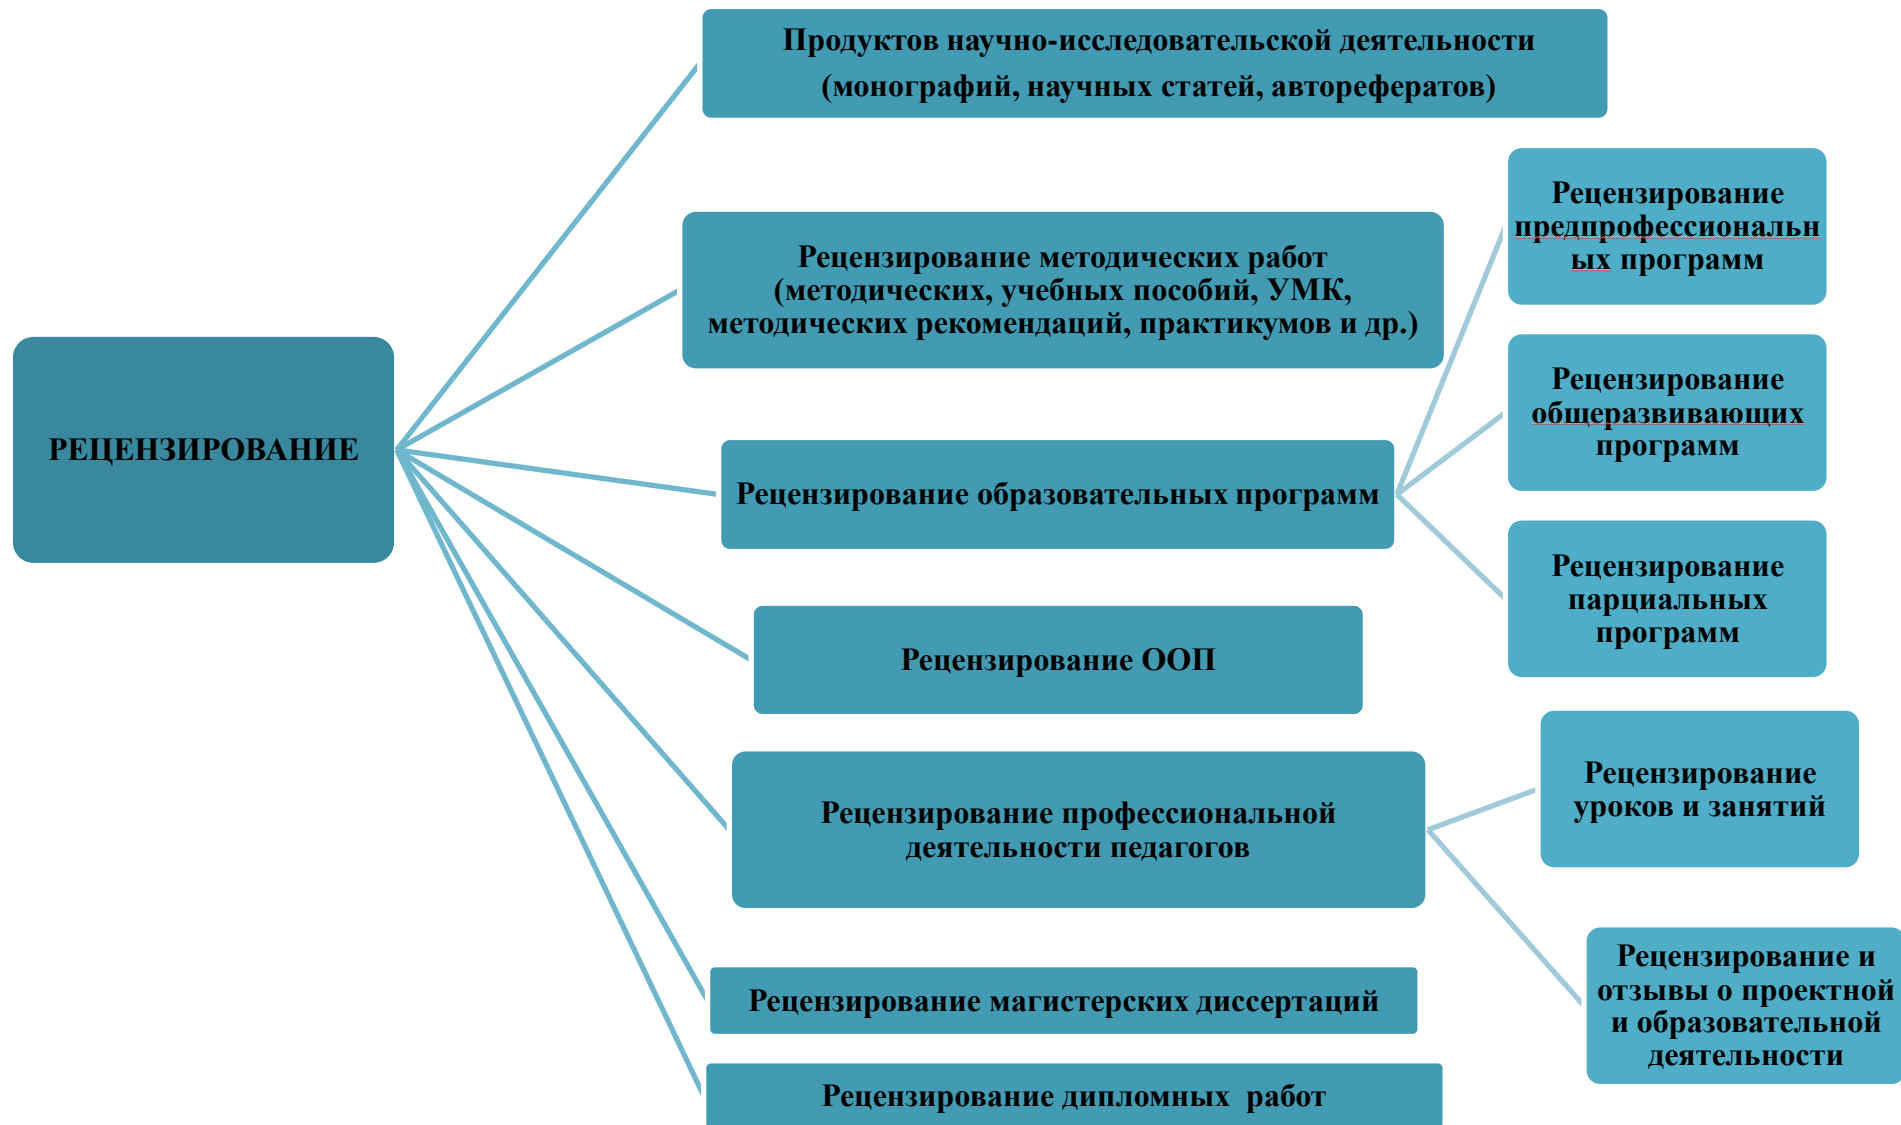 РЕЦЕНЗИРОВАНИЕ
Продуктов научно-исследовательской деятельности
(монографий, научных статей, авторефератов)
Рецензирование методических работ
(методических, учебных пособий, УМК,
методических рекомендаций, практикумов и др.)
Рецензирование образовательных программ
Рецензирование
предпрофессиональн
ых программ
Рецензирование
общеразвивающих
программ
Рецензирование
парциальных
программ
Рецензирование ООП
Рецензирование профессиональной
деятельности педагогов
Рецензирование
уроков и занятий
Рецензирование и
отзывы о проектной
и образовательной
деятельности
Рецензирование магистерских диссертаций
Рецензирование дипломных  работ